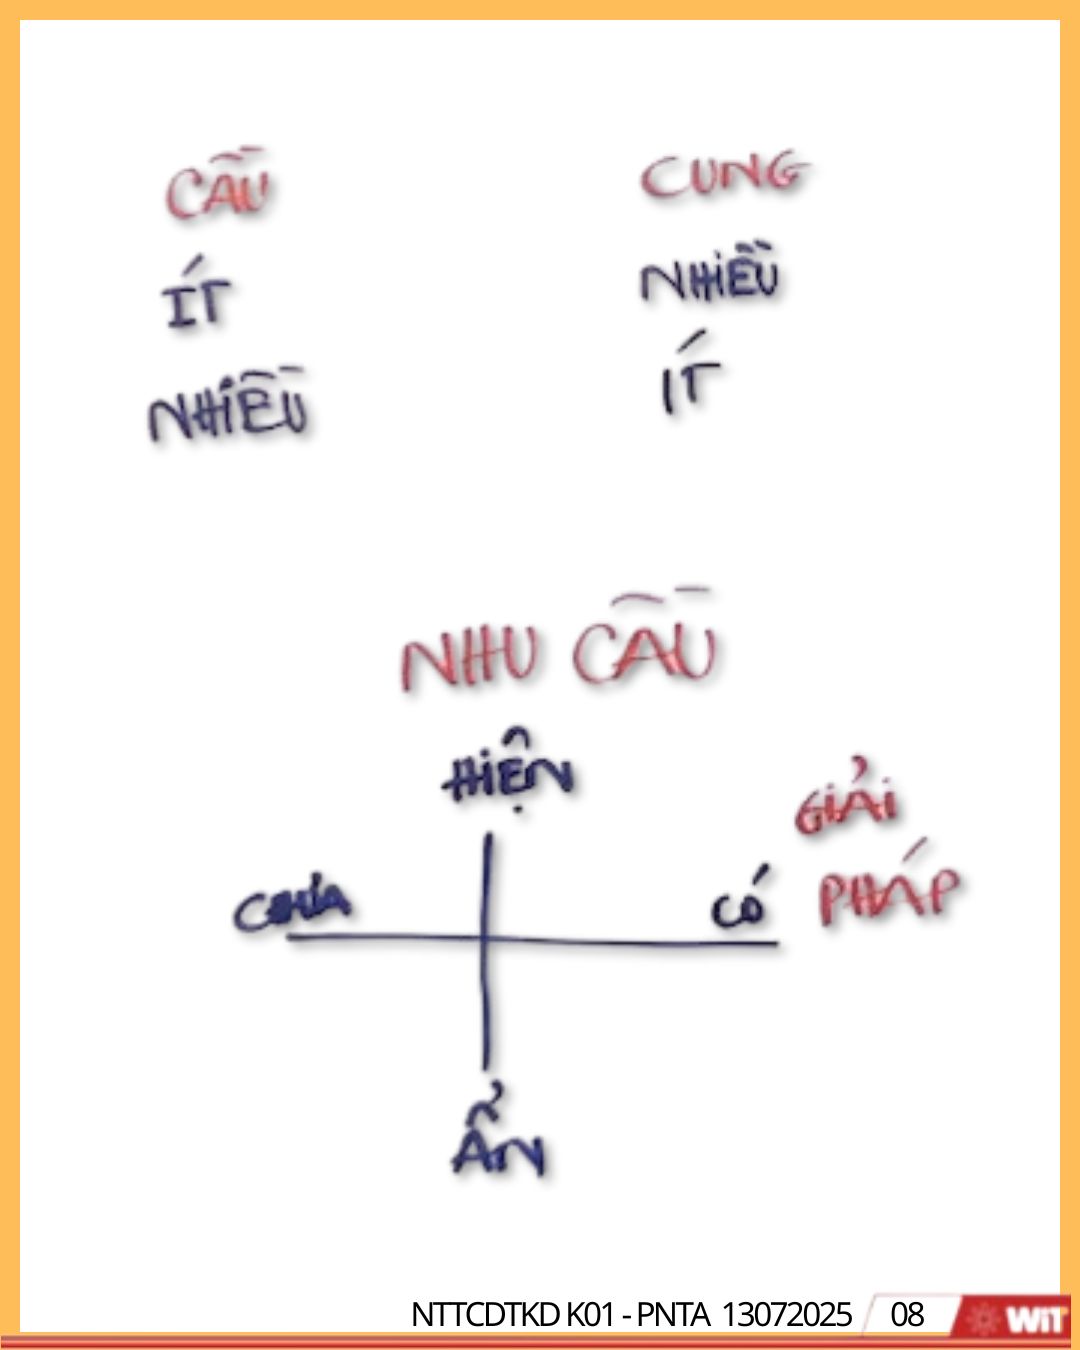 CẦU CUNG
ÍT NHIỀU
NHIỀU ÍT
NHU CẦU
HIỆN
GIẢI
CHƯA CÓ PHÁP
ẨN
NTTCDTKD K01 - PNTA 13072025 08 WiT